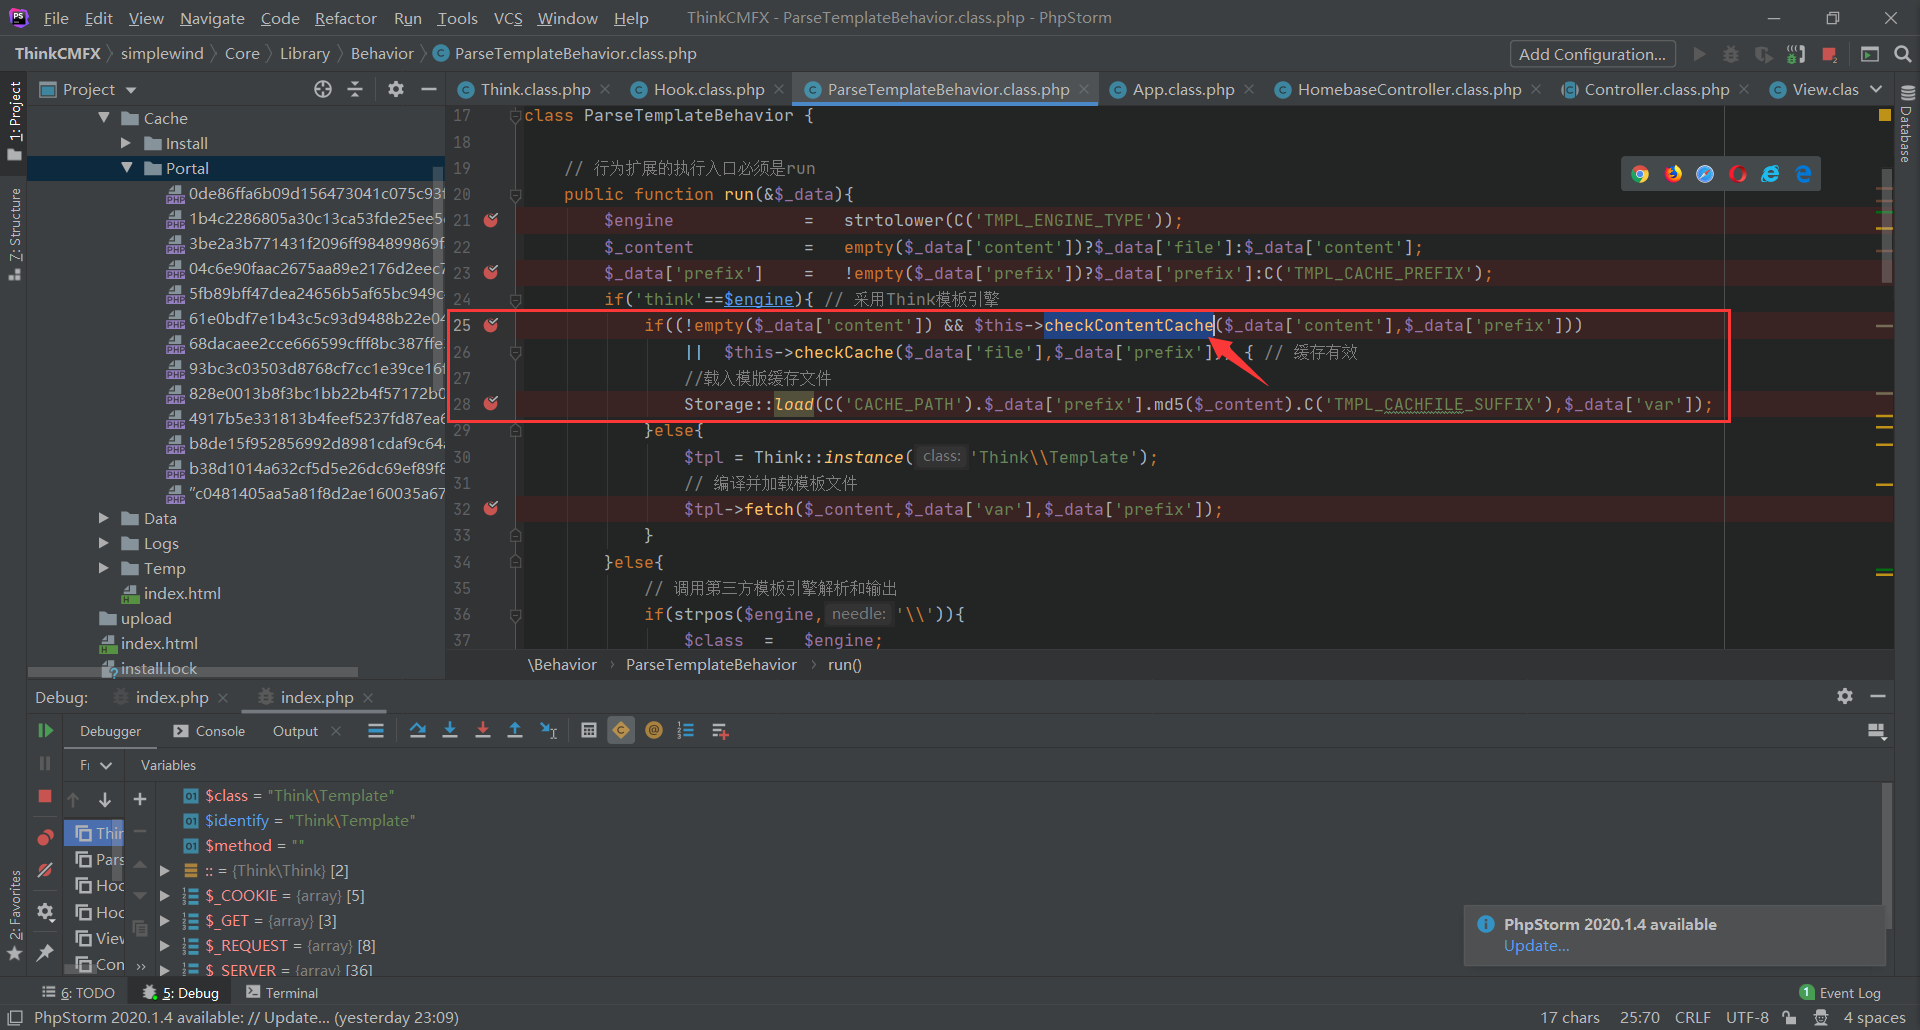 File Edit View Navigate Code Refactor Run Tools VCS Window Help ThinkCMFX - ParseTemplateBehavior.class.php - PhpStorm
ThinkCMFX simplewind Core Library Behavior ParseTemplateBehavior.class.php Add Configuration...
Project
Think.class.php Hook.class.php ParseTemplateBehavior.class.php App.class.php HomebaseController.class.php Controller.class.php View.clas
1: Project
7: Structure
2: Favorites
Database
Cache
Install
Portal
0de86ffa6b09d156473041c075c93f
1b4c2286805a30c13ca53fde25ee5
3be2a3b771431f2096ff984899869f
04c6e90faac2675aa89e2176d2eec7
5fb89bff47dea24656b5af65bc949c
61e0bdf7e1b43c5c93d9488b22e04
68dacaee2cce666599cfff8bc387ffe
93bc3c03503d8768cf7cc1e39ce16f
828e0013b8f3bc1bb22b4f57172b0
4917b5e331813b4feef5237fd87ea6
b8de15f952856992d8981cdaf9c64a
b38d1014a632cf5d5e26dc69ef89f8
"c0481405aa5a81f8d2ae160035a67
Data
Logs
Temp
index.html
upload
index.html
install.lock
17 class ParseTemplateBehavior {
18
19 // 行为扩展的执行入口必须是run
20 public function run(&$_data){
21 $engine = strtolower(C('TMPL_ENGINE_TYPE'));
22 $_content = empty($_data['content'])?$_data['file']:$_data['content'];
23 $_data['prefix'] = !empty($_data['prefix'])?$_data['prefix']:C('TMPL_CACHE_PREFIX');
24 if('think'==$engine){ // 采用Think模板引擎
25 if((!empty($_data['content']) && $this->checkContentCache($_data['content'],$_data['prefix']))
26 || $this->checkCache($_data['file'],$_data['prefix'] { // 缓存有效
27 //载入模版缓存文件
28 Storage::load(C('CACHE_PATH').$_data['prefix'].md5($_content).C('TMPL_CACHFILE_SUFFIX'),$_data['var']);
29 }else{
30 $tpl = Think::instance( class: 'Think\\Template');
31 // 编译并加载模板文件
32 $tpl->fetch($_content,$_data['var'],$_data['prefix']);
33 }
34 }else{
35 // 调用第三方模板引擎解析和输出
36 if(strpos($engine, needle: '\\')){
37 $class = $engine;
\Behavior ParseTemplateBehavior run()
Debug: index.php index.php
Debugger Console Output
Fr Variables
Thin
Pars
Hoo
Hoo
View
Con
$class = "Think\Template"
$identify = "Think\Template"
$method = ""
:: = {Think\Think} [2]
$_COOKIE = {array} [5]
$_GET = {array} [3]
$_REQUEST = {array} [8]
$_SERVER = {array} [36]
PhpStorm 2020.1.4 available
Update...
6: TODO 5: Debug Terminal 1 Event Log
PhpStorm 2020.1.4 available: // Update... (yesterday 23:09) 17 chars 25:70 CRLF UTF-8 4 spaces